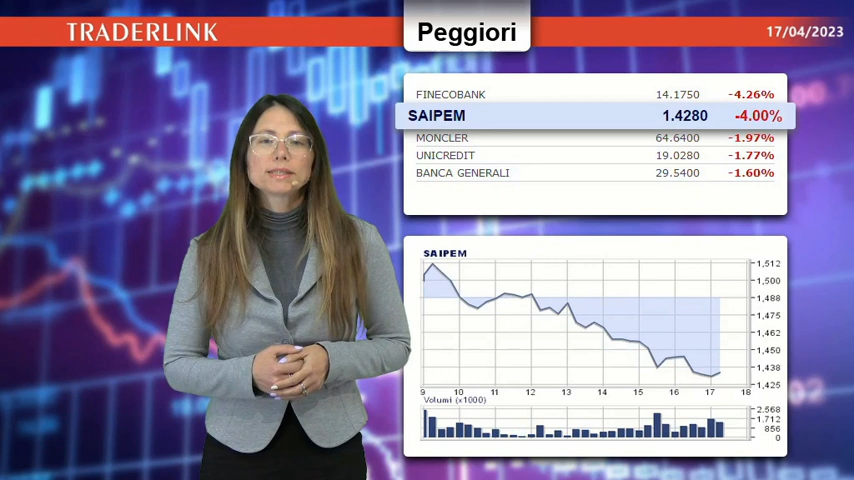 TRADERLINK
Peggiori
17/04/2023
FINECOBANK 14.1750 -4.26%
SAIPEM 1.4280 -4.00%
MONCLER 64.6400 -1.97%
UNICREDIT 19.0280 -1.77%
BANCA GENERALI 29.5400 -1.60%
SAIPEM
1,512
1,500
1,488
1,475
1,462
1,450
1,438
1,425
9 10 11 12 13 14 15 16 17 18
Volumi (x1000)
2.568
1.712
856
0